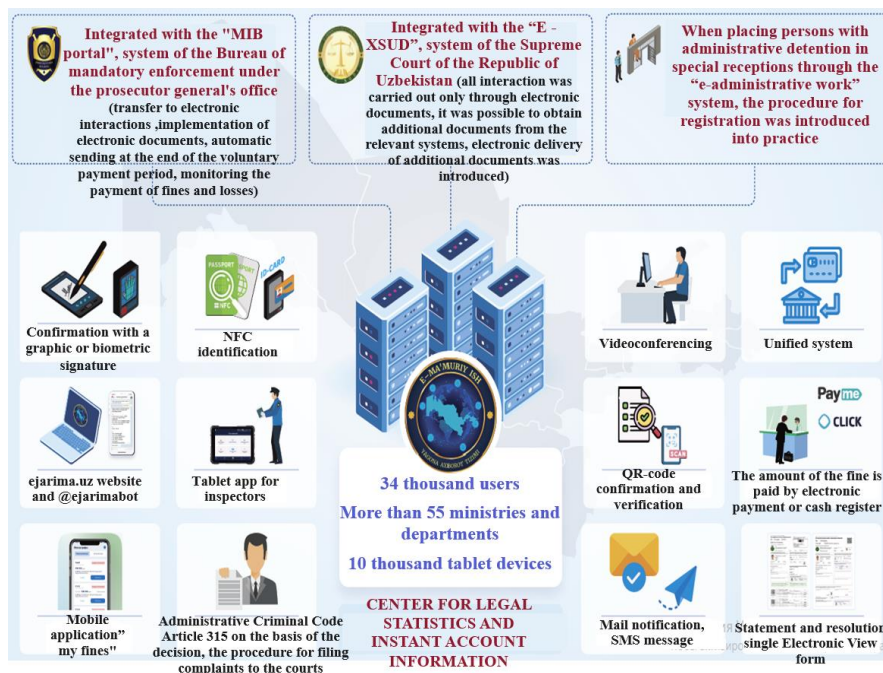 Integrated with the "MIB
portal", system of the Bureau of
mandatory enforcement under
the prosecutor general's office
(transfer to electronic
interactions ,implementation of
electronic documents, automatic
sending at the end of the voluntary
payment period, monitoring the
payment of fines and losses)
Integrated with the “E -
XSUD”, system of the Supreme
Court of the Republic of
Uzbekistan (all interaction was
carried out only through electronic
documents, it was possible to obtain
additional documents from the
relevant systems, electronic delivery
of additional documents was
introduced)
When placing persons with
administrative detention in
special receptions through the
“e-administrative work”
system, the procedure for
registration was introduced
into practice
Confirmation with a
graphic or biometric
signature
PASSPORT
NFC
ID-CARD
NFC
identification
ejarima.uz website
and @ejarimabot
Tablet app for
inspectors
Mobile
application”
my fines"
Administrative Criminal Code
Article 315 on the basis of the
decision, the procedure for filing
complaints to the courts
E-MA'MURIY ISH
YAGONA AXBOROT TIZIMI
34 thousand users
More than 55 ministries and
departments
10 thousand tablet devices
CENTER FOR LEGAL
STATISTICS AND
INSTANT ACCOUNT
INFORMATION
Videoconferencing
Unified system
SCAN
QR-code
confirmation and
verification
Payme
CLICK
The amount of the fine is
paid by electronic
payment or cash register
Mail notification,
SMS message
Statement and resolution
single Electronic View
form